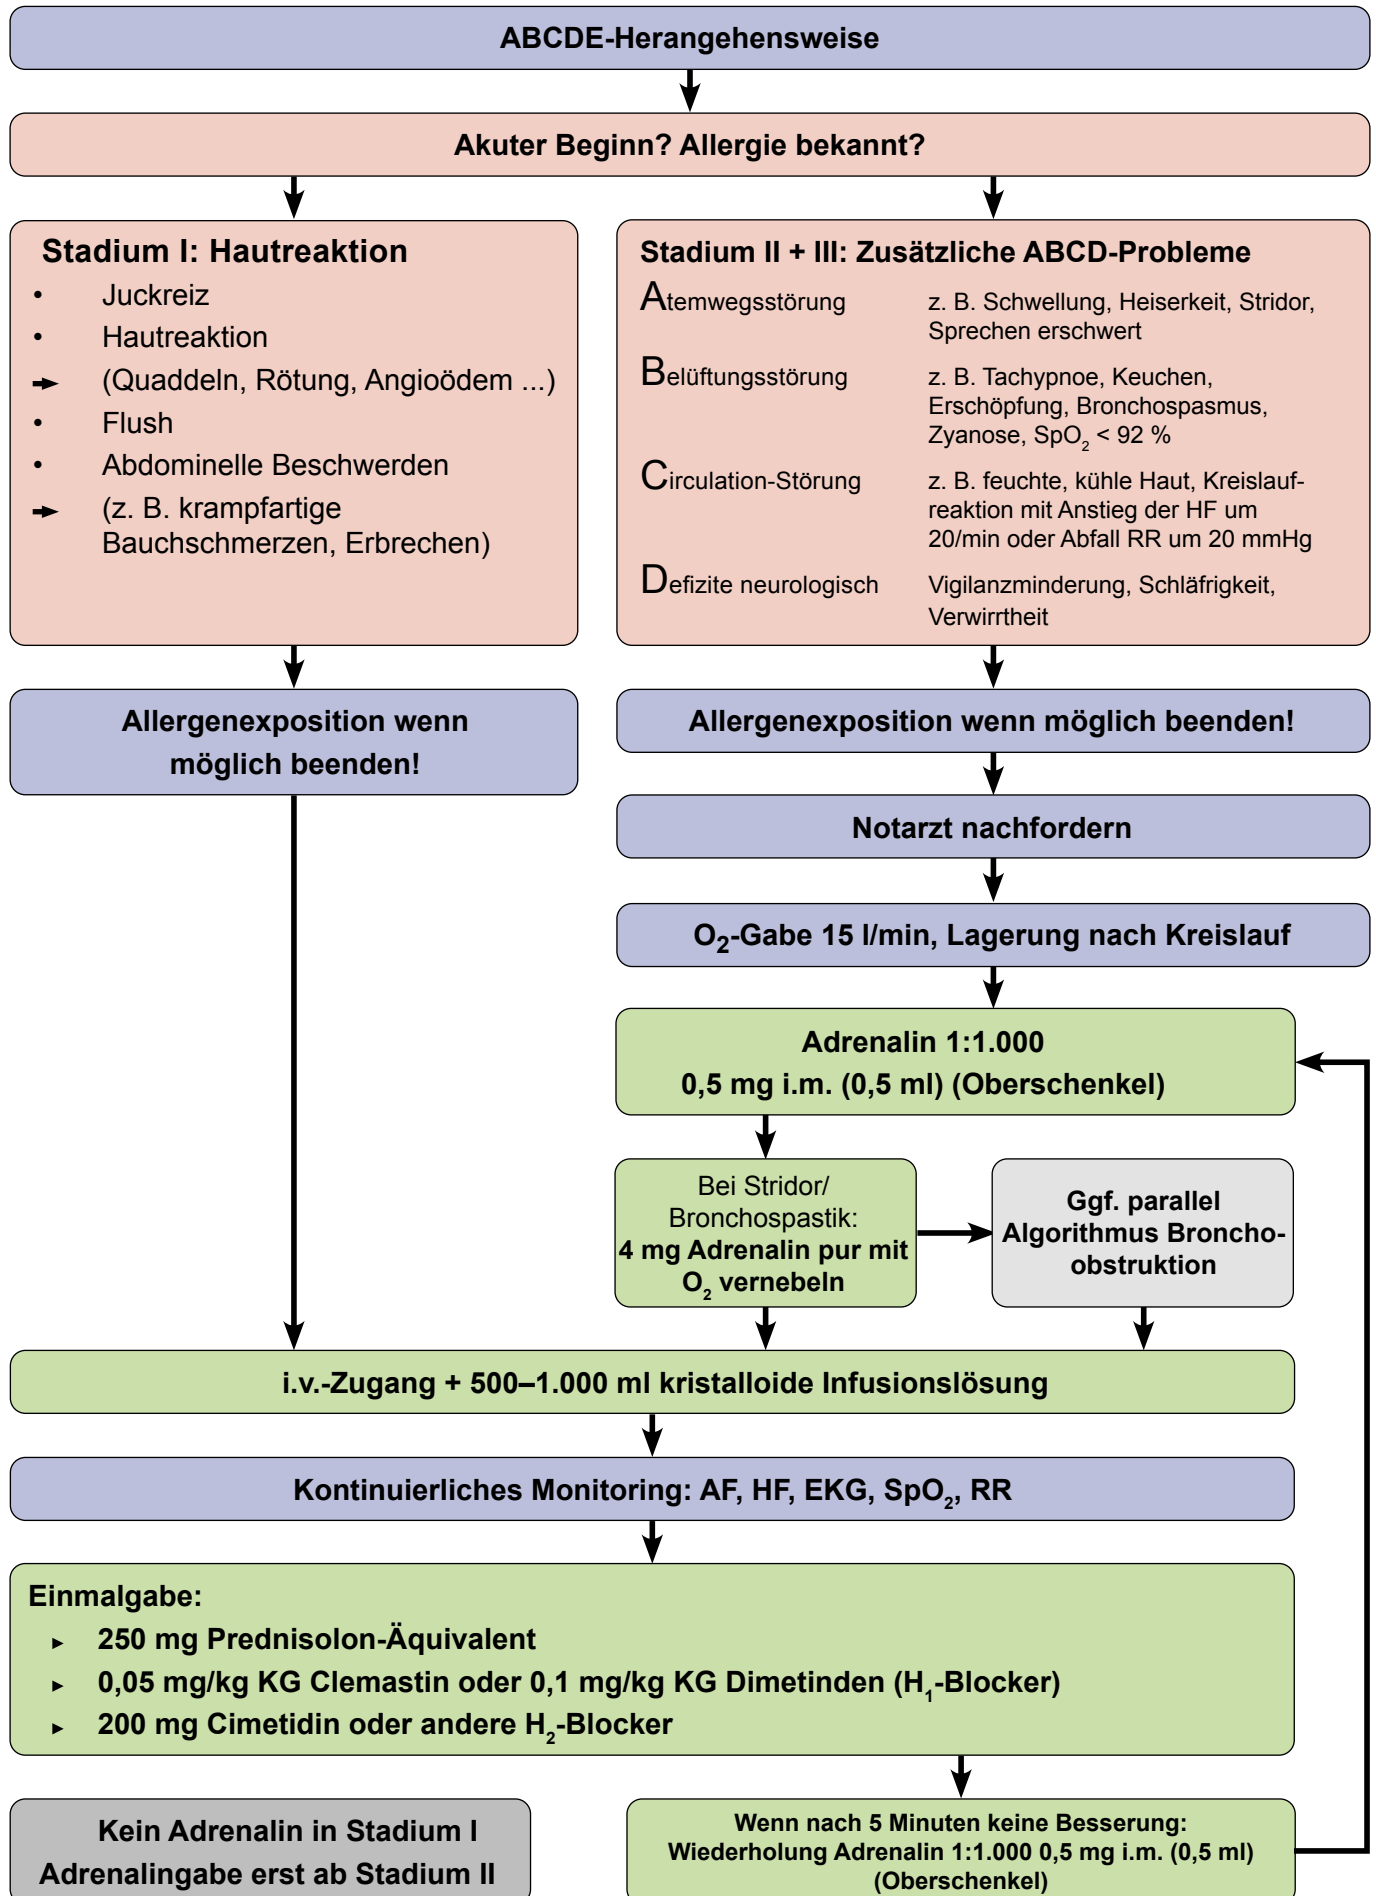 ABCDE-Herangehensweise
Akuter Beginn? Allergie bekannt?
Stadium I: Hautreaktion
• Juckreiz
• Hautreaktion
➨ (Quaddeln, Rötung, Angioödem ...)
• Flush
• Abdominelle Beschwerden
➨ (z. B. krampfartige
Bauchschmerzen, Erbrechen)
Stadium II + III: Zusätzliche ABCD-Probleme
Atemwegsstörung z. B. Schwellung, Heiserkeit, Stridor,
Sprechen erschwert
Belüftungsstörung z. B. Tachypnoe, Keuchen,
Erschöpfung, Bronchospasmus,
Zyanose, SpO₂ < 92 %
Circulation-Störung z. B. feuchte, kühle Haut, Kreislauf-
reaktion mit Anstieg der HF um
20/min oder Abfall RR um 20 mmHg
Defizite neurologisch Vigilanzminderung, Schläfrigkeit,
Verwirrtheit
Allergenexposition wenn
möglich beenden!
Allergenexposition wenn möglich beenden!
Notarzt nachfordern
O₂-Gabe 15 l/min, Lagerung nach Kreislauf
Adrenalin 1:1.000
0,5 mg i.m. (0,5 ml) (Oberschenkel)
Bei Stridor/
Bronchospastik:
4 mg Adrenalin pur mit
O₂ vernebeln
Ggf. parallel
Algorithmus Broncho-
obstruktion
i.v.-Zugang + 500–1.000 ml kristalloide Infusionslösung
Kontinuierliches Monitoring: AF, HF, EKG, SpO₂, RR
Einmalgabe:
► 250 mg Prednisolon-Äquivalent
► 0,05 mg/kg KG Clemastin oder 0,1 mg/kg KG Dimetinden (H₁-Blocker)
► 200 mg Cimetidin oder andere H₂-Blocker
Kein Adrenalin in Stadium I
Adrenalingabe erst ab Stadium II
Wenn nach 5 Minuten keine Besserung:
Wiederholung Adrenalin 1:1.000 0,5 mg i.m. (0,5 ml)
(Oberschenkel)